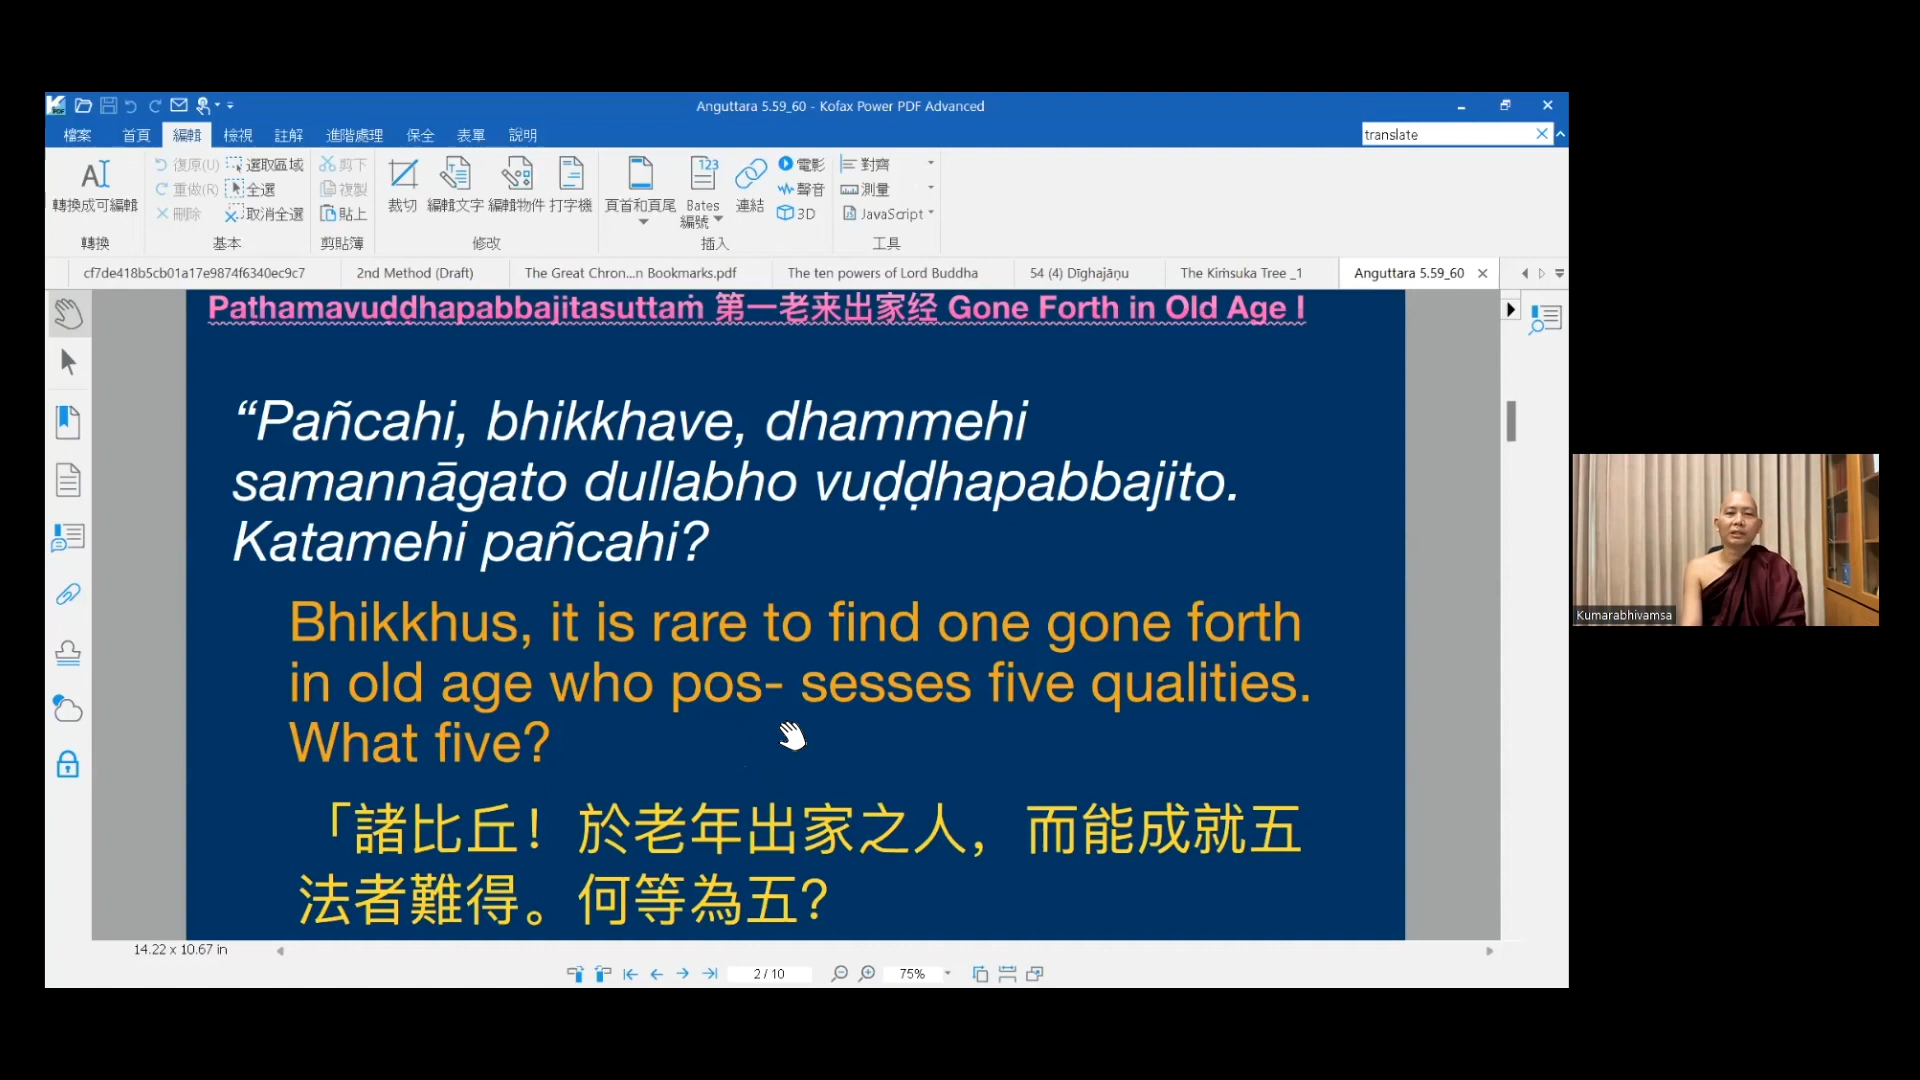 Anguttara 5.59_60 - Kofax Power PDF Advanced
檔案 首頁 編輯 檢視 註解 進階處理 保全 表單 說明
translate
轉換成可編輯
轉換
復原(U) 選取區域
重做(R) 全選
刪除 取消全選
基本
剪下
複製
貼上
剪貼簿
裁切 編輯文字 編輯物件 打字機
修改
頁首和頁尾 Bates 編號 連結
電影
聲音
3D
插入
對齊
測量
JavaScript
工具
cf7de418b5cb01a17e9874f6340ec9c7 2nd Method (Draft) The Great Chron...n Bookmarks.pdf The ten powers of Lord Buddha 54 (4) Dīghajāṇu The Kiṁsuka Tree _1 Anguttara 5.59_60
Paṭhamavuḍḍhapabbajitasuttaṁ 第一老来出家经 Gone Forth in Old Age I
“Pañcahi, bhikkhave, dhammehi
samannāgato dullabho vuḍḍhapabbajito.
Katamehi pañcahi?
Bhikkhus, it is rare to find one gone forth
in old age who pos- sesses five qualities.
What five?
「諸比丘！於老年出家之人，而能成就五
法者難得。何等為五?
Kumarabhivamsa
14.22 x 10.67 in
2 / 10
75%